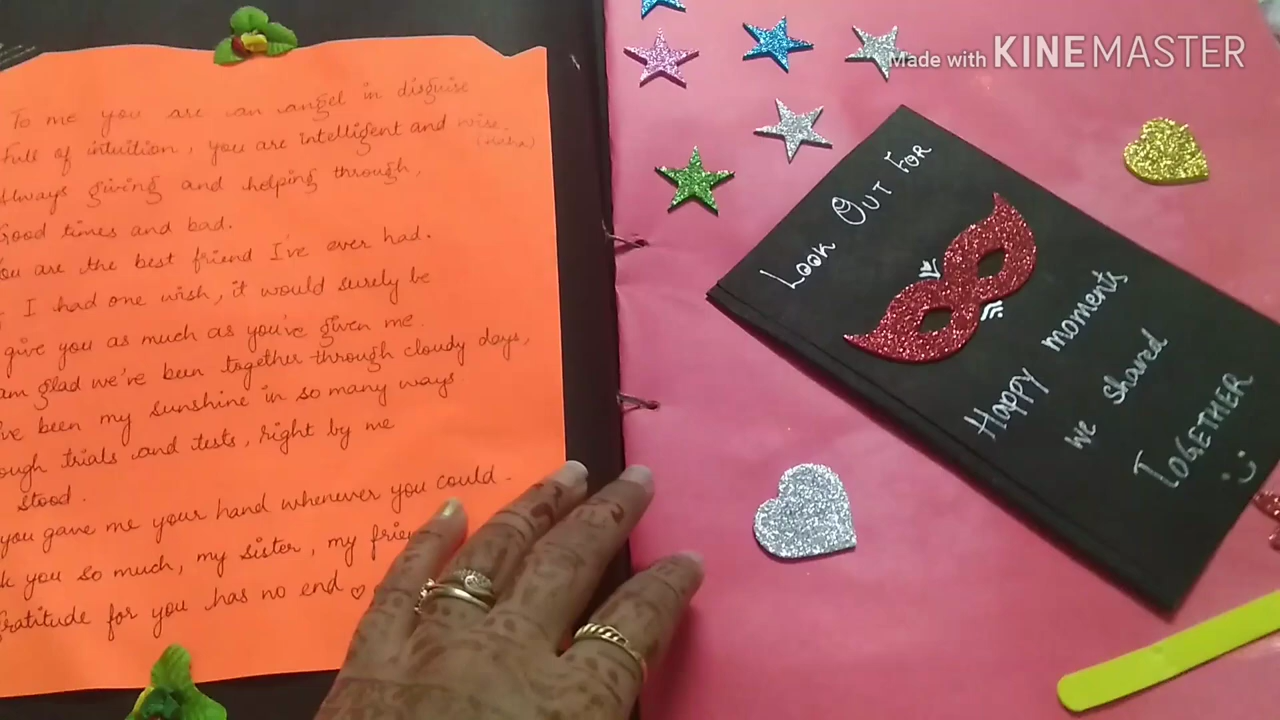 To me you are an angel in disguise
Full of intuition, you are intelligent and wise.
(haha)
Always giving and helping through,
Good times and bad.
You are the best friend I've ever had.
I had one wish, it would surely be
give you as much as you've given me.
am glad we've been together through cloudy days,
've been my sunshine in so many ways
ough trials and tests, right by me
stood.
you gave me your hand whenever you could.
k you so much, my sister, my frie
Gratitude for you has no end ♡
Made with KINEMASTER
LOOK OUT FOR
HAPPY moments
we shared
TOGETHER